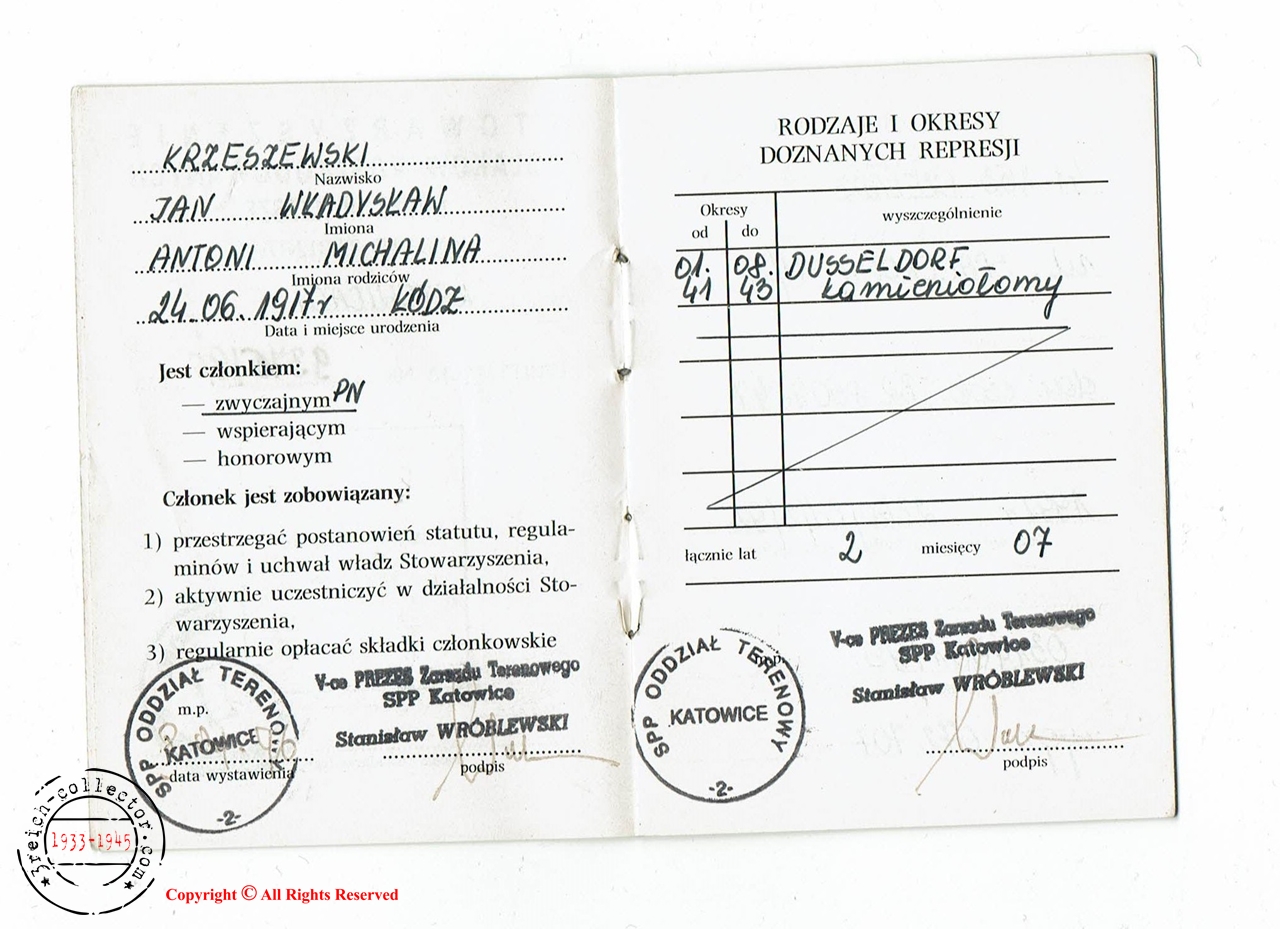 KRZESZEWSKI
Nazwisko
JAN WŁADYSŁAW
Imiona
ANTONI MICHALINA
Imiona rodziców
24.06.1917r ŁÓDZ
Data i miejsce urodzenia
Jest członkiem:
— zwyczajnym PN
— wspierającym
— honorowym
Członek jest zobowiązany:
1) przestrzegać postanowień statutu, regula-
minów i uchwał władz Stowarzyszenia,
2) aktywnie uczestniczyć w działalności Sto-
warzyszenia,
3) regularnie opłacać składki członkowskie
V-ce PREZES Zarządu Terenowego
SPP Katowice
Stanisław WRÓBLEWSKI
podpis
m.p.
data wystawienia
SPP ODDZIAŁ TERENOWY
KATOWICE
-2-
RODZAJE I OKRESY
DOZNANYCH REPRESJI
Okresy
od do
wyszczególnienie
01. 08. DUSSELDORF
41 43 kamieniołomy
łącznie lat 2 miesięcy 07
m.p.
SPP ODDZIAŁ TERENOWY
KATOWICE
-2-
V-ce PREZES Zarządu Terenowego
SPP Katowice
Stanisław WRÓBLEWSKI
podpis
3reich-collector.com
1933-1945
Copyright © All Rights Reserved